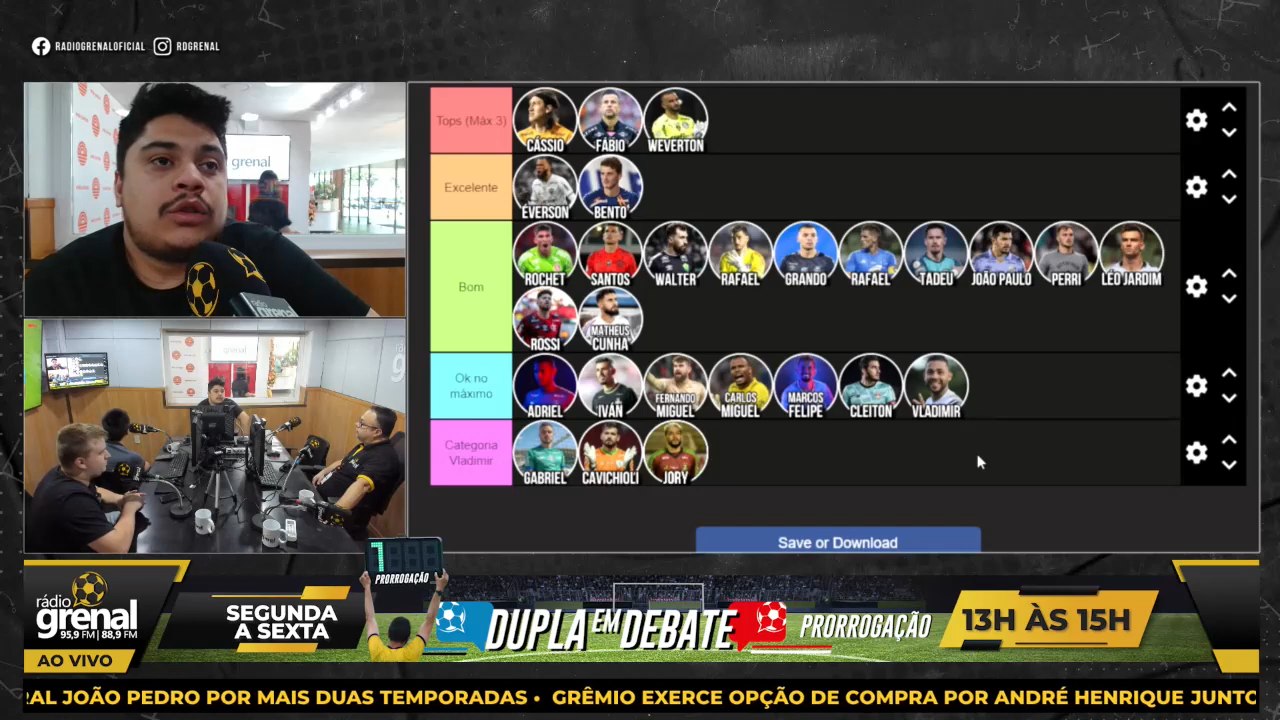 RADIOGRENALOFICIAL RDGRENAL
grenal
Tops (Máx 3)
CÁSSIO FÁBIO WEVERTON
Excelente
EVERSON BENTO
Bom
ROCHET SANTOS WALTER RAFAEL GRANDO RAFAEL TADEU JOÃO PAULO PERRI LÉO JARDIM
ROSSI MATHEUS CUNHA
Ok no máximo
ADRIEL IVAN FERNANDO MIGUEL CARLOS MIGUEL MARCOS FELIPE CLEITON VLADIMIR
Categoria Vladimir
GABRIEL CAVICHIOLI JORY
Save or Download
1
PRORROGAÇÃO
rádio
grenal
95,9 FM | 88,9 FM
AO VIVO
SEGUNDA
A SEXTA
DUPLA EM DEBATE PRORROGAÇÃO
13H ÀS 15H
RAL JOÃO PEDRO POR MAIS DUAS TEMPORADAS • GRÊMIO EXERCE OPÇÃO DE COMPRA POR ANDRÉ HENRIQUE JUNTO